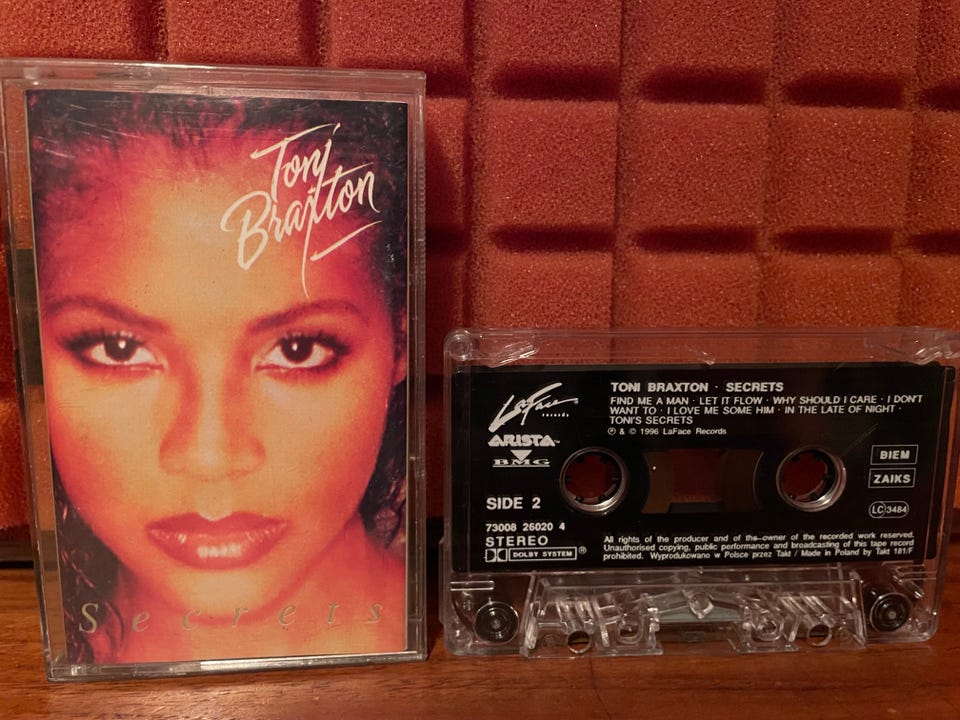 Toni
Braxton
Secrets
LaFace
records
ARISTA™
BMG
SIDE 2
73008 26020 4
STEREO
DOLBY SYSTEM®
TONI BRAXTON · SECRETS
FIND ME A MAN · LET IT FLOW · WHY SHOULD I CARE · I DON'T
WANT TO · I LOVE ME SOME HIM · IN THE LATE OF NIGHT ·
TONI'S SECRETS
℗ & © 1996 LaFace Records
BIEM
ZAIKS
LC 3484
All rights of the producer and of the owner of the recorded work reserved.
Unauthorised copying, public performance and broadcasting of this tape record
prohibited. Wyprodukowano w Polsce przez Takt / Made in Poland by Takt 181/F